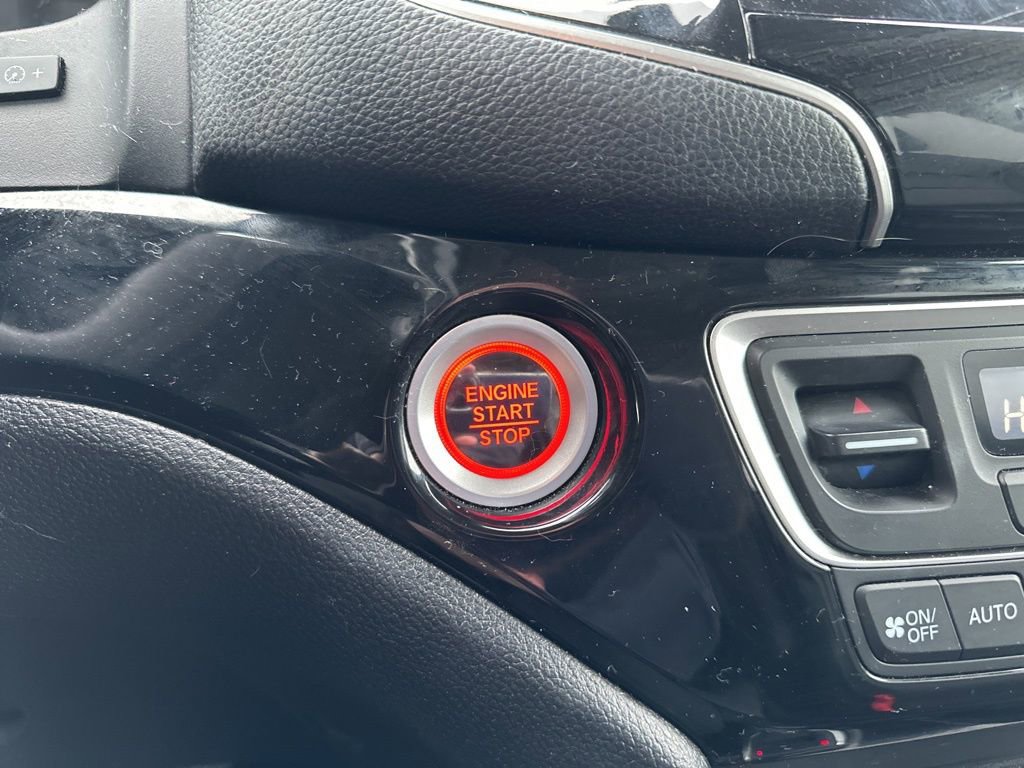 +
ENGINE
START
STOP
H
ON/
OFF
AUTO